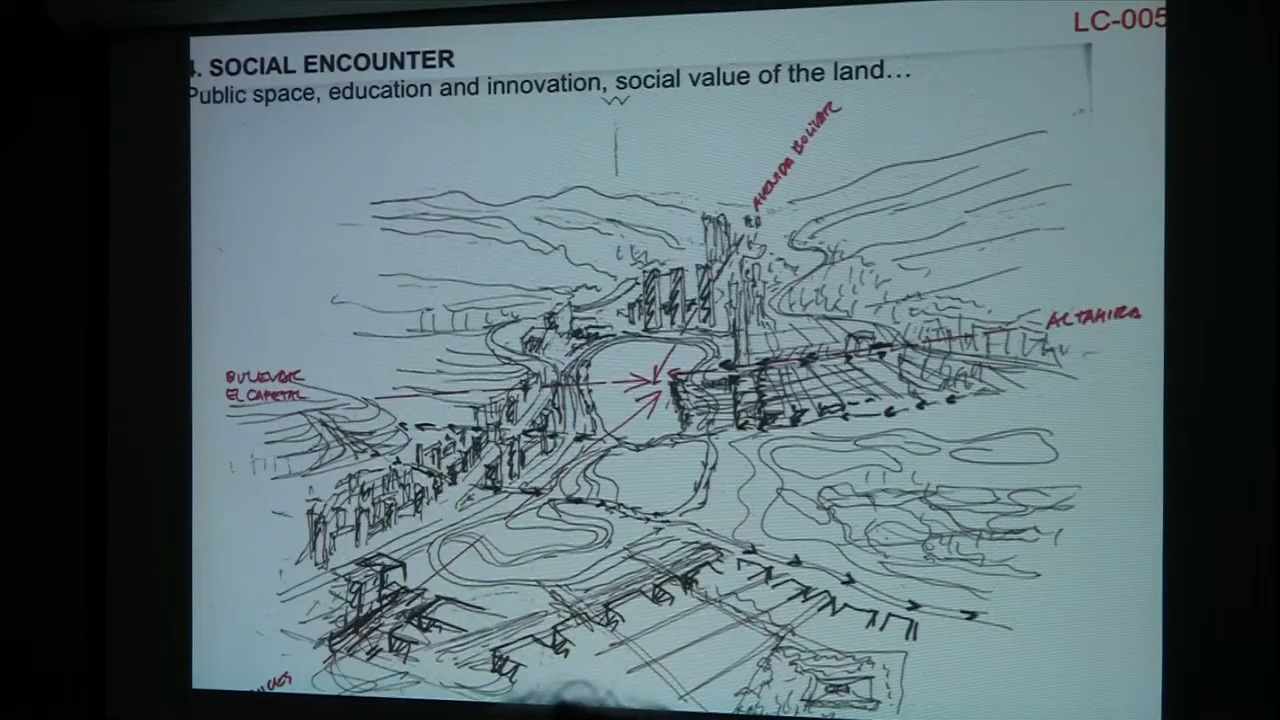 LC-005
4. SOCIAL ENCOUNTER
Public space, education and innovation, social value of the land...
AVENIDA BOLIVAR
ALTAMIRA
BULEVAR
EL CAFETAL